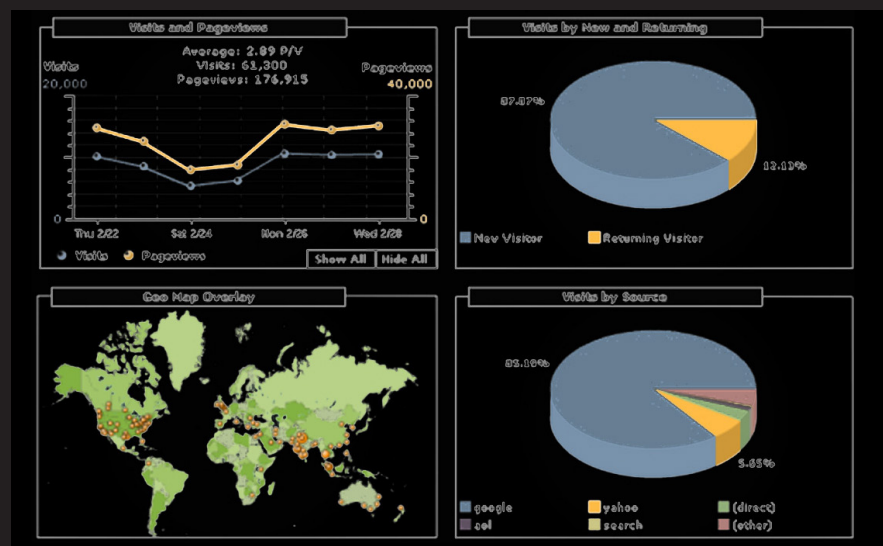 Visits and Pageviews
Average: 2.89 P/V
Visits: 61,300
Pageviews: 176,915
Visits
Pageviews
20,000
40,000
0
0
Thu 2/22
Sat 2/24
Mon 2/26
Wed 2/28
Visits
Pageviews
Show All
Hide All
Visits by New and Returning
87.87%
12.13%
New Visitor
Returning Visitor
Geo Map Overlay
Visits by Source
5.65%
google
yahoo
(direct)
aol
search
(other)